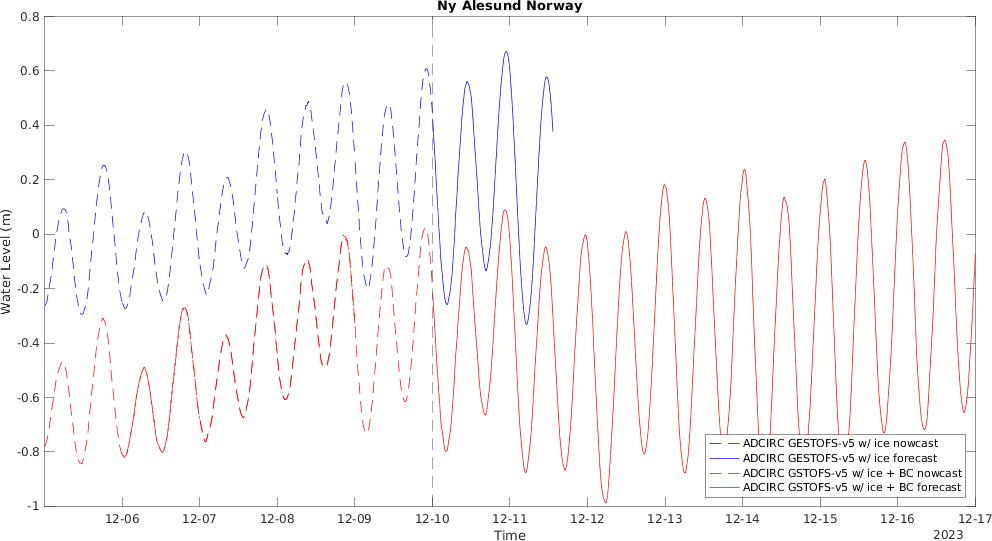 Ny Alesund Norway
0.8
0.6
0.4
0.2
0
-0.2
-0.4
-0.6
-0.8
-1
Water Level (m)
ADCIRC GESTOFS-v5 w/ ice nowcast
ADCIRC GESTOFS-v5 w/ ice forecast
ADCIRC GSTOFS-v5 w/ ice + BC nowcast
ADCIRC GSTOFS-v5 w/ ice + BC forecast
12-06 12-07 12-08 12-09 12-10 12-11 12-12 12-13 12-14 12-15 12-16 12-17
Time
2023